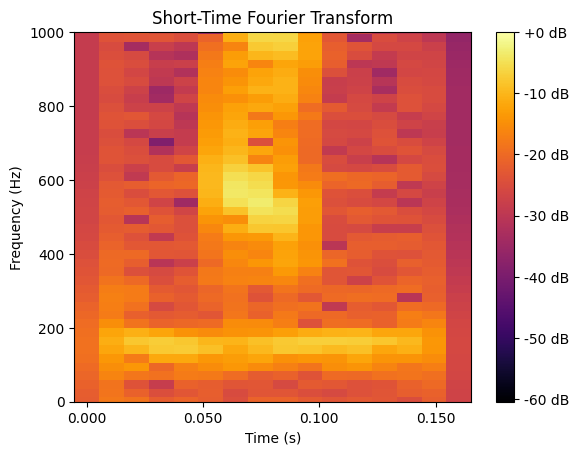 Short-Time Fourier Transform
1000
800
600
400
200
0
Frequency (Hz)
0.000
0.050
0.100
0.150
Time (s)
+0 dB
-10 dB
-20 dB
-30 dB
-40 dB
-50 dB
-60 dB